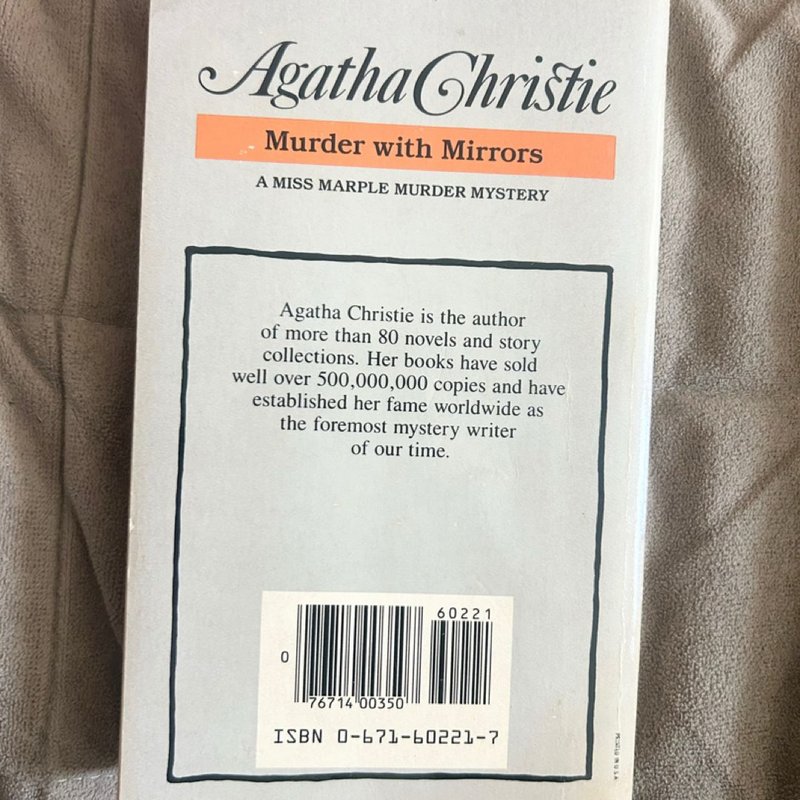 Agatha Christie
Murder with Mirrors
A MISS MARPLE MURDER MYSTERY
Agatha Christie is the author
of more than 80 novels and story
collections. Her books have sold
well over 500,000,000 copies and have
established her fame worldwide as
the foremost mystery writer
of our time.
60221
0
76714 00350
ISBN 0-671-60221-7
PRINTED IN U.S.A.